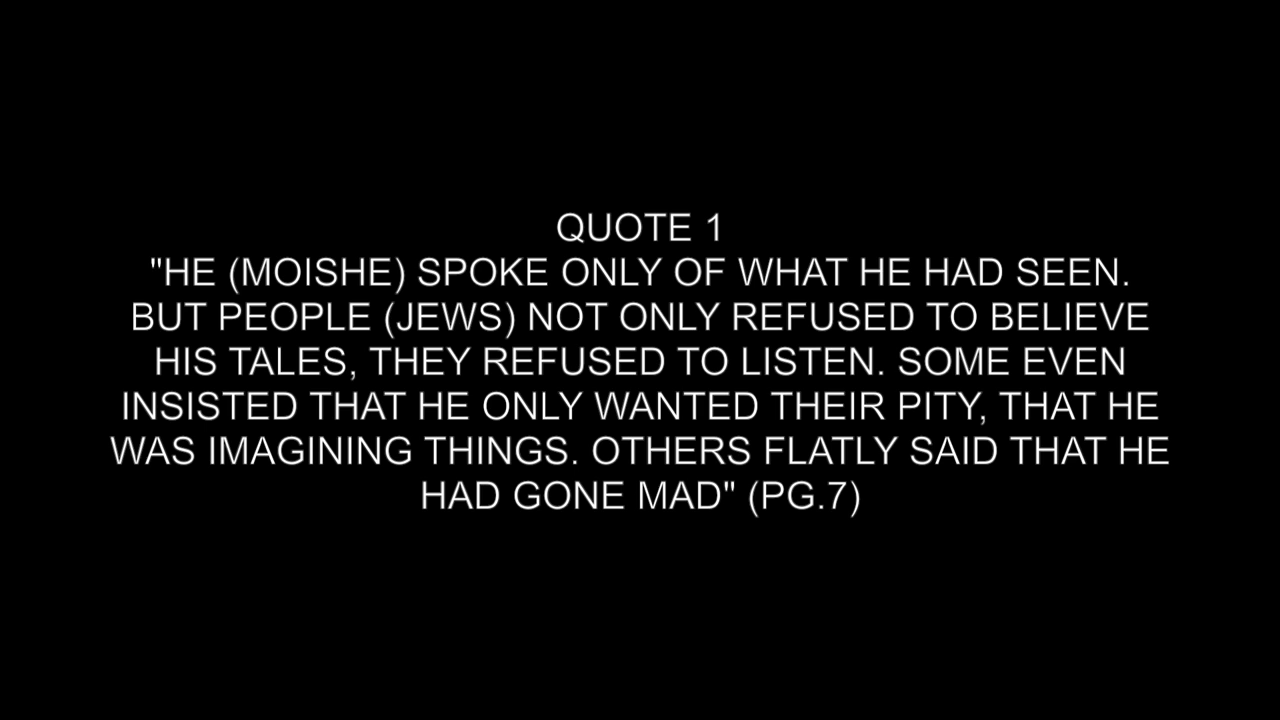 QUOTE 1
"HE (MOISHE) SPOKE ONLY OF WHAT HE HAD SEEN.
BUT PEOPLE (JEWS) NOT ONLY REFUSED TO BELIEVE
HIS TALES, THEY REFUSED TO LISTEN. SOME EVEN
INSISTED THAT HE ONLY WANTED THEIR PITY, THAT HE
WAS IMAGINING THINGS. OTHERS FLATLY SAID THAT HE
HAD GONE MAD" (PG.7)